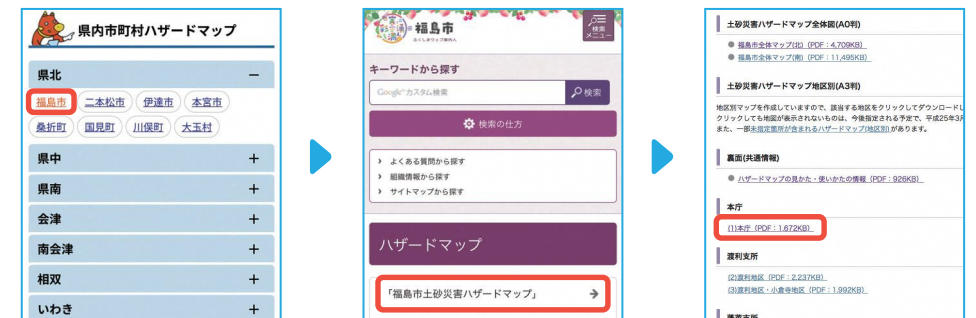 県内市町村ハザードマップ
県北 −
福島市 二本松市 伊達市 本宮市
桑折町 国見町 川俣町 大玉村
県中 +
県南 +
会津 +
南会津 +
相双 +
いわき +
福島市
検索
メニュー
キーワードから探す
Google カスタム検索 検索
検索の仕方
よくある質問から探す
組織情報から探す
サイトマップから探す
ハザードマップ
「福島市土砂災害ハザードマップ」
土砂災害ハザードマップ全体図(AO判)
福島市全体マップ(北) (PDF：4,709KB)
福島市全体マップ(南) (PDF：11,495KB)
土砂災害ハザードマップ地区別(A3判)
地区別マップを作成していますので、該当する地区をクリックしてダウンロードし
クリックしても地図が表示されないものは、今後指定される予定で、平成25年3月
また、一部未指定箇所が含まれるハザードマップ(地区別)があります。
裏面(共通情報)
ハザードマップの見かた・使いかたの情報 (PDF：926KB)
本庁
(1)本庁 (PDF：1,672KB)
渡利支所
(2)渡利地区 (PDF：2,237KB)
(3)渡利地区・小倉寺地区 (PDF：1,992KB)